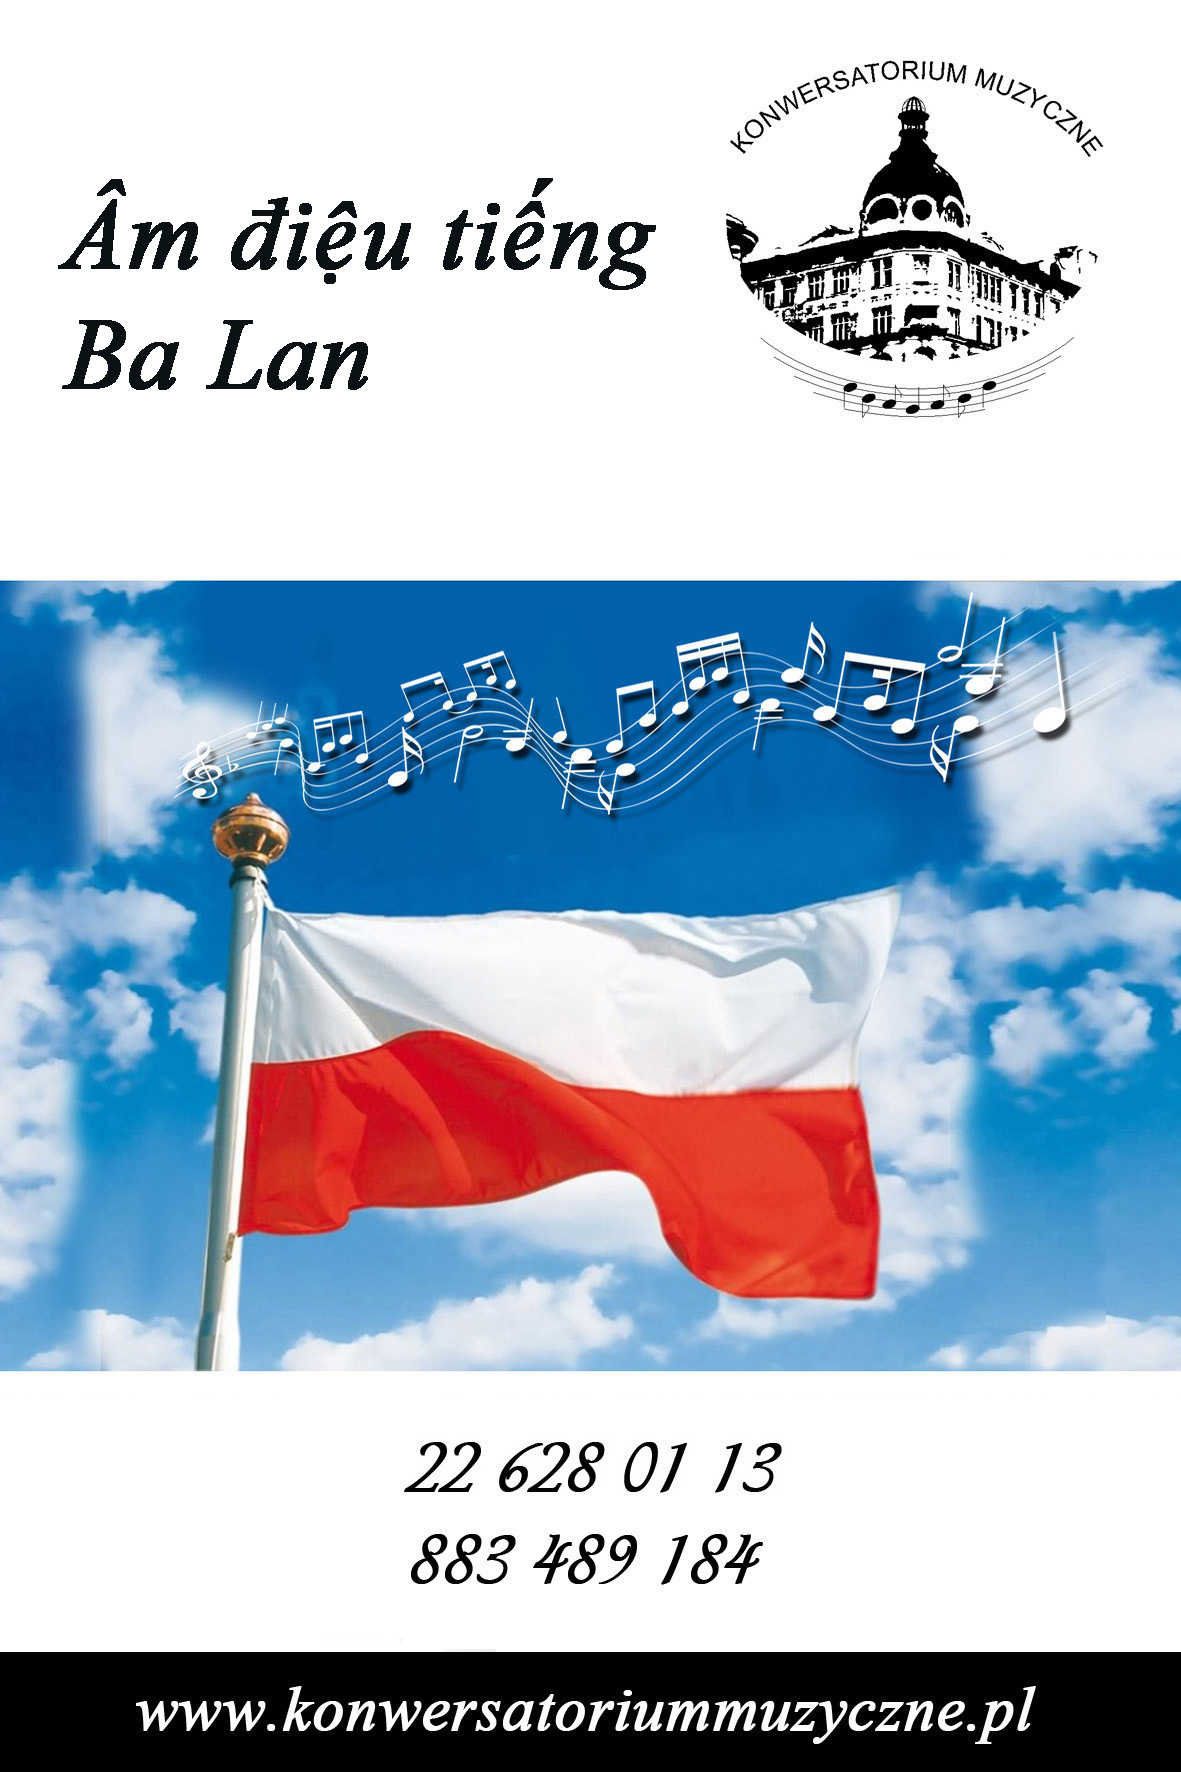 KONWERSATORIUM MUZYCZNE
Âm điệu tiếng
Ba Lan
22 628 01 13
883 489 184
www.konwersatoriummuzyczne.pl